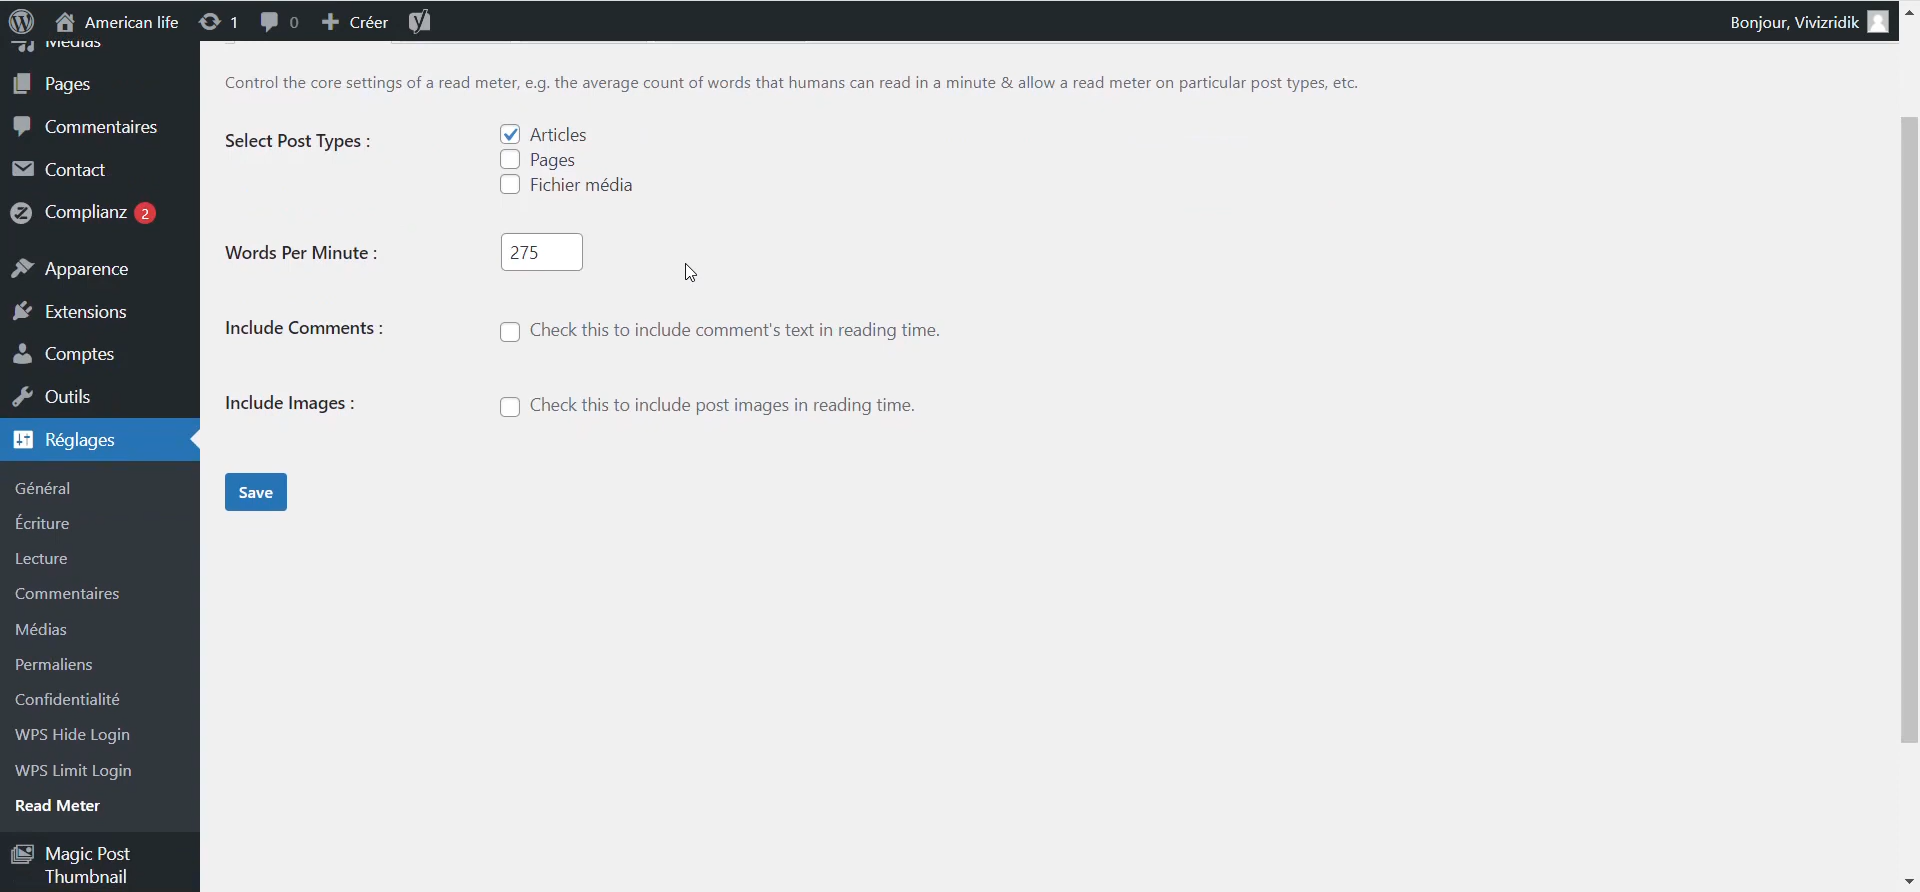 American life 1 0 Créer Bonjour, Vivizridik
Médias
Pages
Commentaires
Contact
Complianz 2
Apparence
Extensions
Comptes
Outils
Réglages
Général
Écriture
Lecture
Commentaires
Médias
Permaliens
Confidentialité
WPS Hide Login
WPS Limit Login
Read Meter
Magic Post
Thumbnail
Control the core settings of a read meter, e.g. the average count of words that humans can read in a minute & allow a read meter on particular post types, etc.
Select Post Types :
Articles
Pages
Fichier média
Words Per Minute : 275
Include Comments : Check this to include comment's text in reading time.
Include Images : Check this to include post images in reading time.
Save